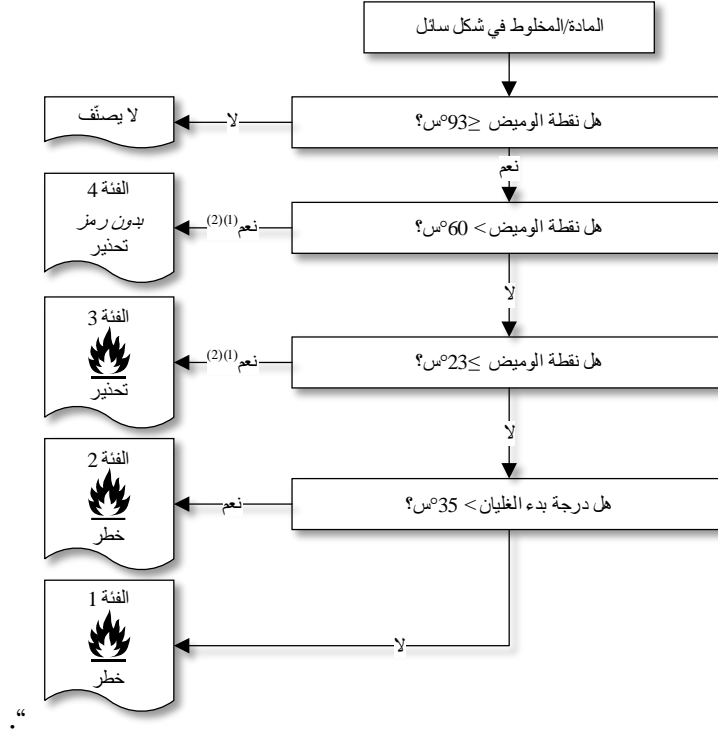 المادة/المخلوط في شكل سائل
هل نقطة الوميض ≥93°س؟
لا
لا يصنّف
نعم
هل نقطة الوميض > 60°س؟
نعم(1)(2)
الفئة 4
بدون رمز
تحذير
لا
هل نقطة الوميض ≤23°س؟
نعم(1)(2)
الفئة 3
تحذير
لا
هل درجة بدء الغليان > 35°س؟
نعم
الفئة 2
خطر
لا
الفئة 1
خطر
.“